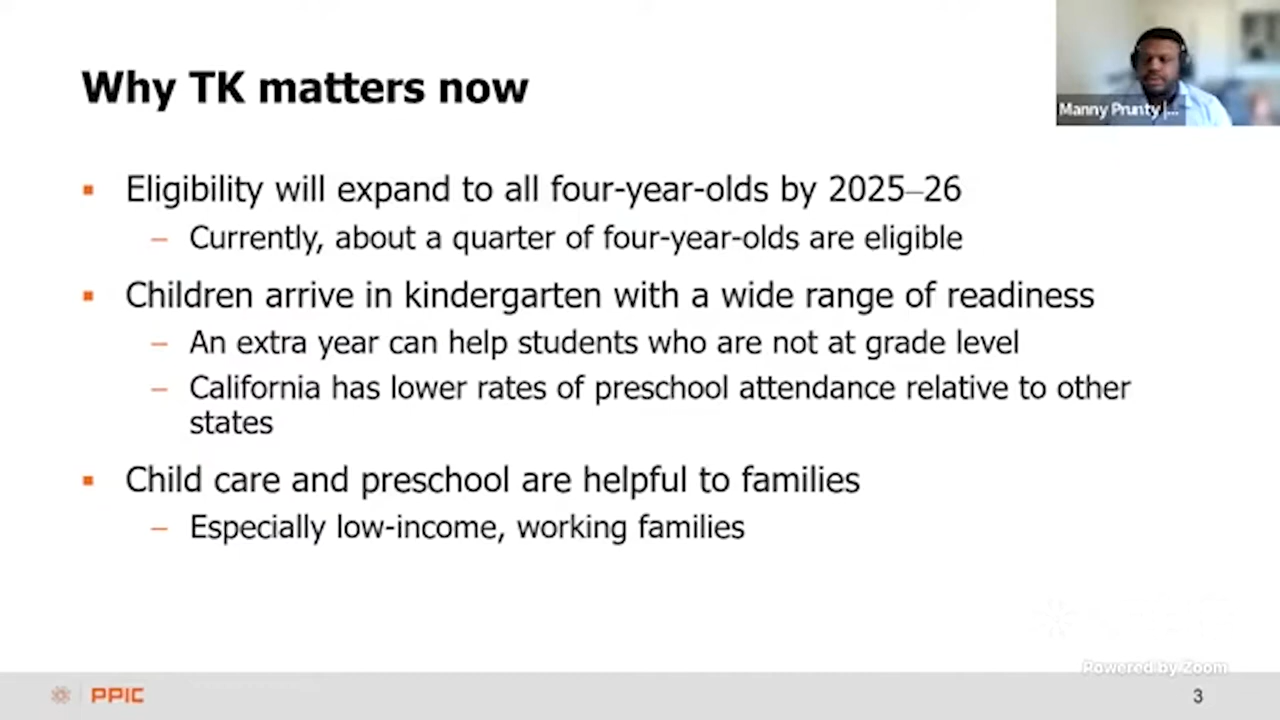 Why TK matters now
Manny Prunty |...
▪ Eligibility will expand to all four-year-olds by 2025–26
– Currently, about a quarter of four-year-olds are eligible
▪ Children arrive in kindergarten with a wide range of readiness
– An extra year can help students who are not at grade level
– California has lower rates of preschool attendance relative to other
states
▪ Child care and preschool are helpful to families
– Especially low-income, working families
Powered by Zoom
PPIC
3